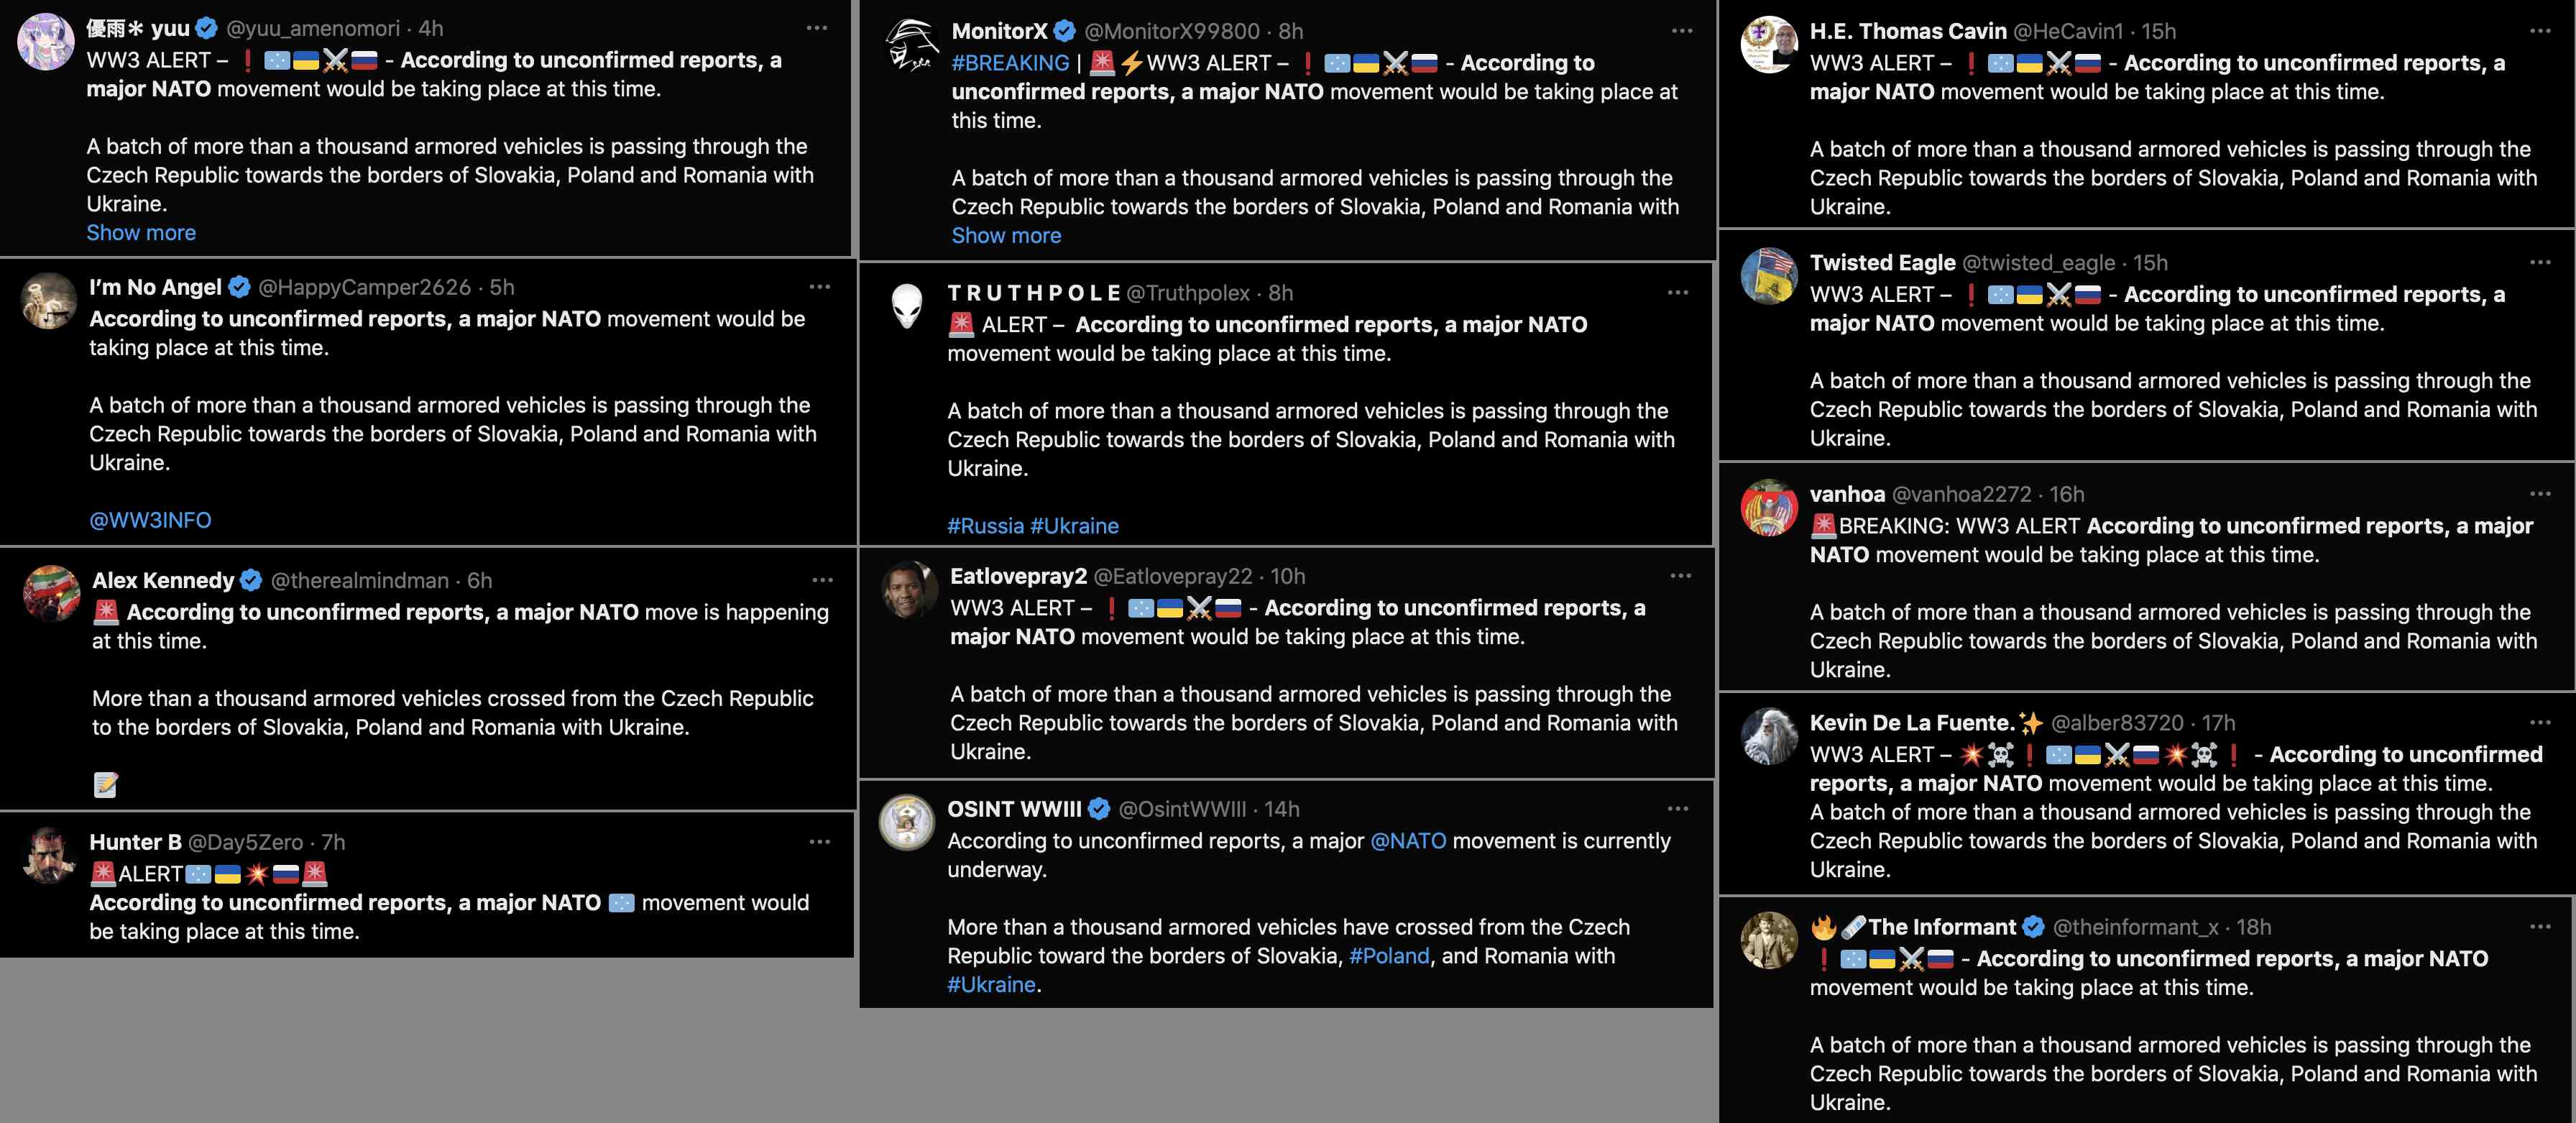 優雨＊ yuu @yuu_amenomori · 4h
WW3 ALERT – ❗🇫🇲🇺🇦⚔️🇷🇺 - According to unconfirmed reports, a
major NATO movement would be taking place at this time.
A batch of more than a thousand armored vehicles is passing through the
Czech Republic towards the borders of Slovakia, Poland and Romania with
Ukraine.
Show more
I'm No Angel @HappyCamper2626 · 5h
According to unconfirmed reports, a major NATO movement would be
taking place at this time.
A batch of more than a thousand armored vehicles is passing through the
Czech Republic towards the borders of Slovakia, Poland and Romania with
Ukraine.
@WW3INFO
Alex Kennedy @therealmindman · 6h
🚨 According to unconfirmed reports, a major NATO move is happening
at this time.
More than a thousand armored vehicles crossed from the Czech Republic
to the borders of Slovakia, Poland and Romania with Ukraine.
📝
Hunter B @Day5Zero · 7h
🚨ALERT🇫🇲🇺🇦💥🇷🇺🚨
According to unconfirmed reports, a major NATO 🇫🇲 movement would
be taking place at this time.
MonitorX @MonitorX99800 · 8h
#BREAKING | 🚨⚡WW3 ALERT – ❗🇫🇲🇺🇦⚔️🇷🇺 - According to
unconfirmed reports, a major NATO movement would be taking place at
this time.
A batch of more than a thousand armored vehicles is passing through the
Czech Republic towards the borders of Slovakia, Poland and Romania with
Show more
T R U T H P O L E @Truthpolex · 8h
🚨 ALERT – According to unconfirmed reports, a major NATO
movement would be taking place at this time.
A batch of more than a thousand armored vehicles is passing through the
Czech Republic towards the borders of Slovakia, Poland and Romania with
Ukraine.
#Russia #Ukraine
Eatlovepray2 @Eatlovepray22 · 10h
WW3 ALERT – ❗🇫🇲🇺🇦⚔️🇷🇺 - According to unconfirmed reports, a
major NATO movement would be taking place at this time.
A batch of more than a thousand armored vehicles is passing through the
Czech Republic towards the borders of Slovakia, Poland and Romania with
Ukraine.
OSINT WWIII @OsintWWIII · 14h
According to unconfirmed reports, a major @NATO movement is currently
underway.
More than a thousand armored vehicles have crossed from the Czech
Republic toward the borders of Slovakia, #Poland, and Romania with
#Ukraine.
H.E. Thomas Cavin @HeCavin1 · 15h
WW3 ALERT – ❗🇫🇲🇺🇦⚔️🇷🇺 - According to unconfirmed reports, a
major NATO movement would be taking place at this time.
A batch of more than a thousand armored vehicles is passing through the
Czech Republic towards the borders of Slovakia, Poland and Romania with
Ukraine.
Twisted Eagle @twisted_eagle · 15h
WW3 ALERT – ❗🇫🇲🇺🇦⚔️🇷🇺 - According to unconfirmed reports, a
major NATO movement would be taking place at this time.
A batch of more than a thousand armored vehicles is passing through the
Czech Republic towards the borders of Slovakia, Poland and Romania with
Ukraine.
vanhoa @vanhoa2272 · 16h
🚨BREAKING: WW3 ALERT According to unconfirmed reports, a major
NATO movement would be taking place at this time.
A batch of more than a thousand armored vehicles is passing through the
Czech Republic towards the borders of Slovakia, Poland and Romania with
Ukraine.
Kevin De La Fuente.✨ @alber83720 · 17h
WW3 ALERT – 💥☠️❗🇫🇲🇺🇦⚔️🇷🇺💥☠️❗ - According to unconfirmed
reports, a major NATO movement would be taking place at this time.
A batch of more than a thousand armored vehicles is passing through the
Czech Republic towards the borders of Slovakia, Poland and Romania with
Ukraine.
🔥🧨The Informant @theinformant_x · 18h
❗🇫🇲🇺🇦⚔️🇷🇺 - According to unconfirmed reports, a major NATO
movement would be taking place at this time.
A batch of more than a thousand armored vehicles is passing through the
Czech Republic towards the borders of Slovakia, Poland and Romania with
Ukraine.